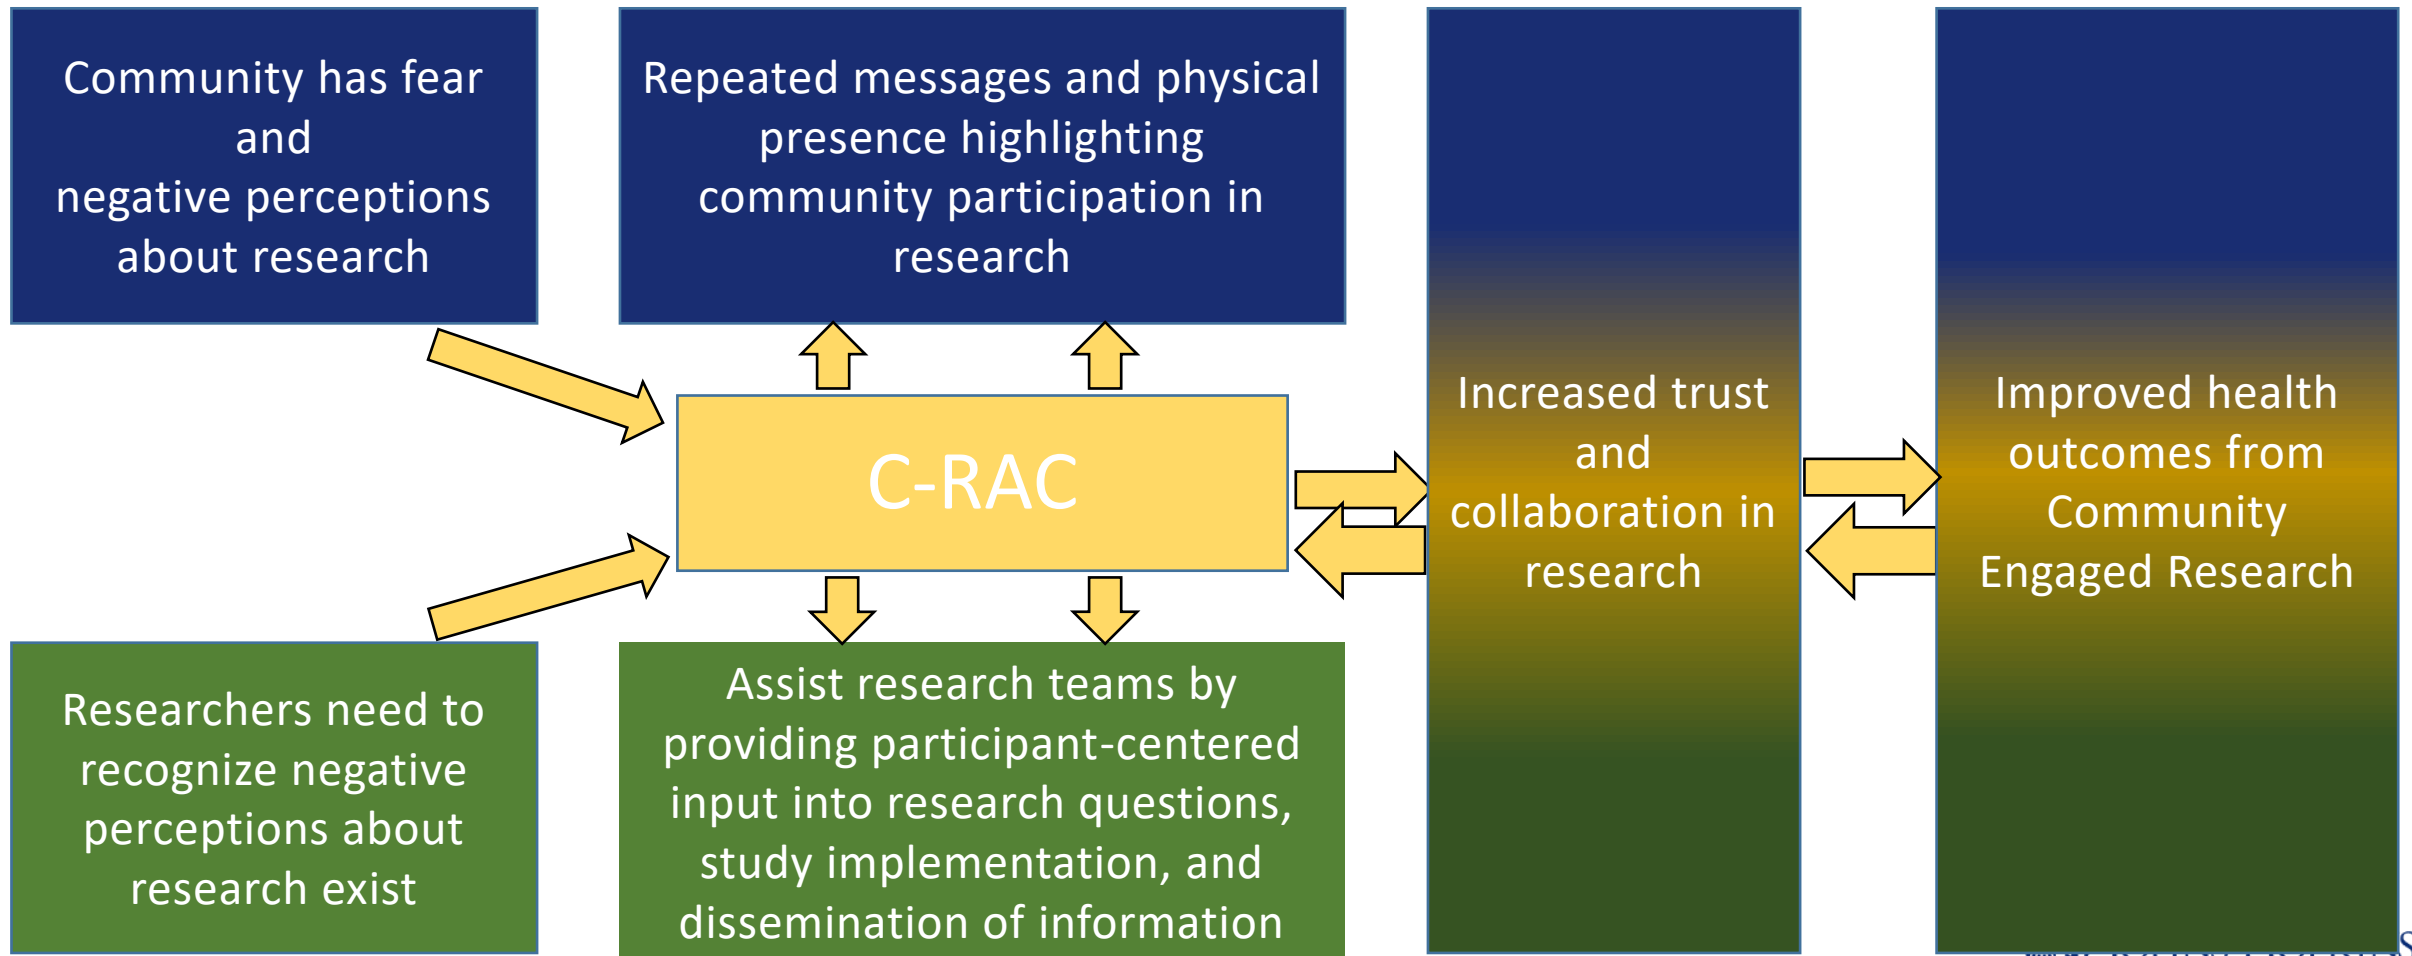 Community has fear
and
negative perceptions
about research
Repeated messages and physical
presence highlighting
community participation in
research
C-RAC
Researchers need to
recognize negative
perceptions about
research exist
Assist research teams by
providing participant-centered
input into research questions,
study implementation, and
dissemination of information
Increased trust
and
collaboration in
research
Improved health
outcomes from
Community
Engaged Research